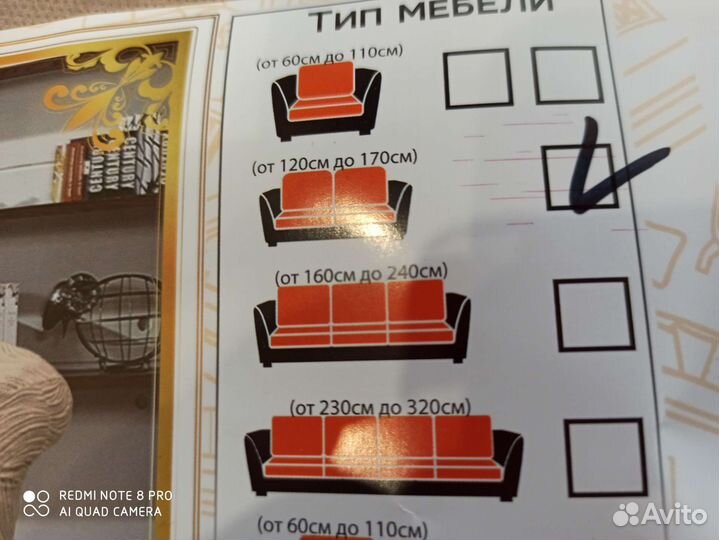 ТИП МЕБЕЛИ
(от 60см до 110см)
(от 120см до 170см)
(от 160см до 240см)
(от 230см до 320см)
(от 60см до 110см)
CENTURY
REDMI NOTE 8 PRO
AI QUAD CAMERA
Avito